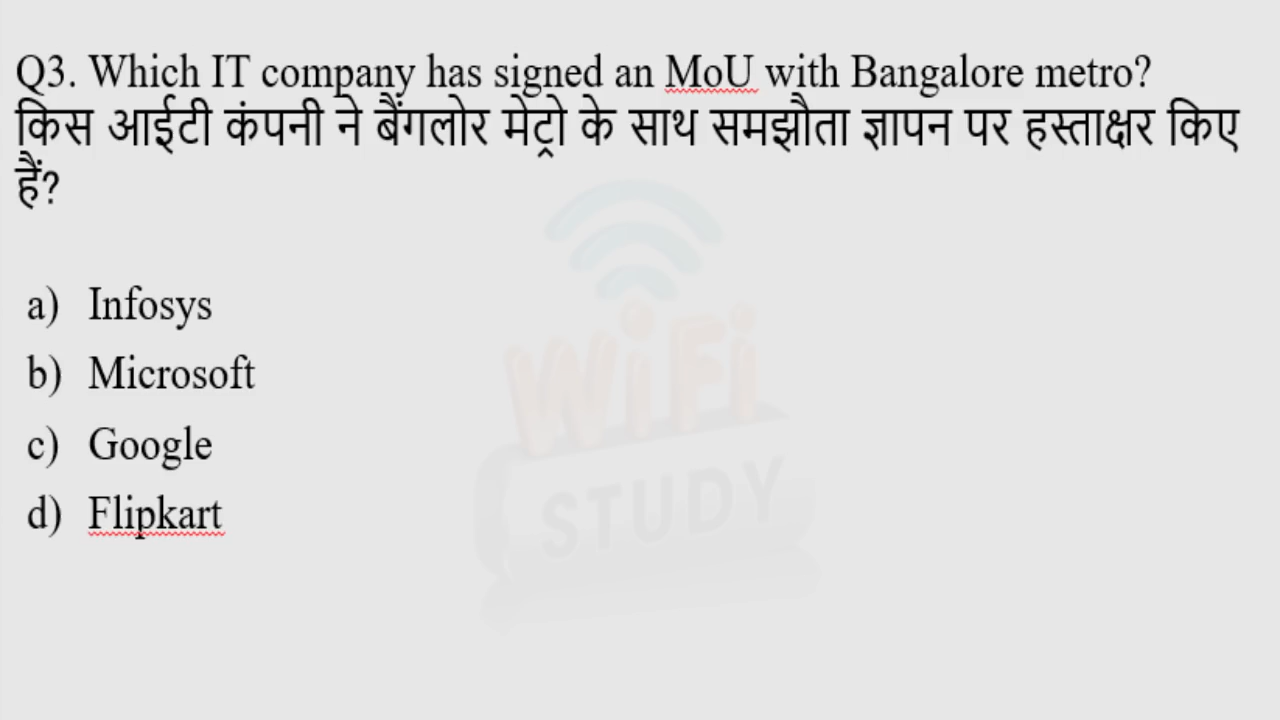 Q3. Which IT company has signed an MoU with Bangalore metro?
किस आईटी कंपनी ने बैंगलोर मेट्रो के साथ समझौता ज्ञापन पर हस्ताक्षर किए
हैं?
a) Infosys
b) Microsoft
c) Google
d) Flipkart
WiFi
STUDY